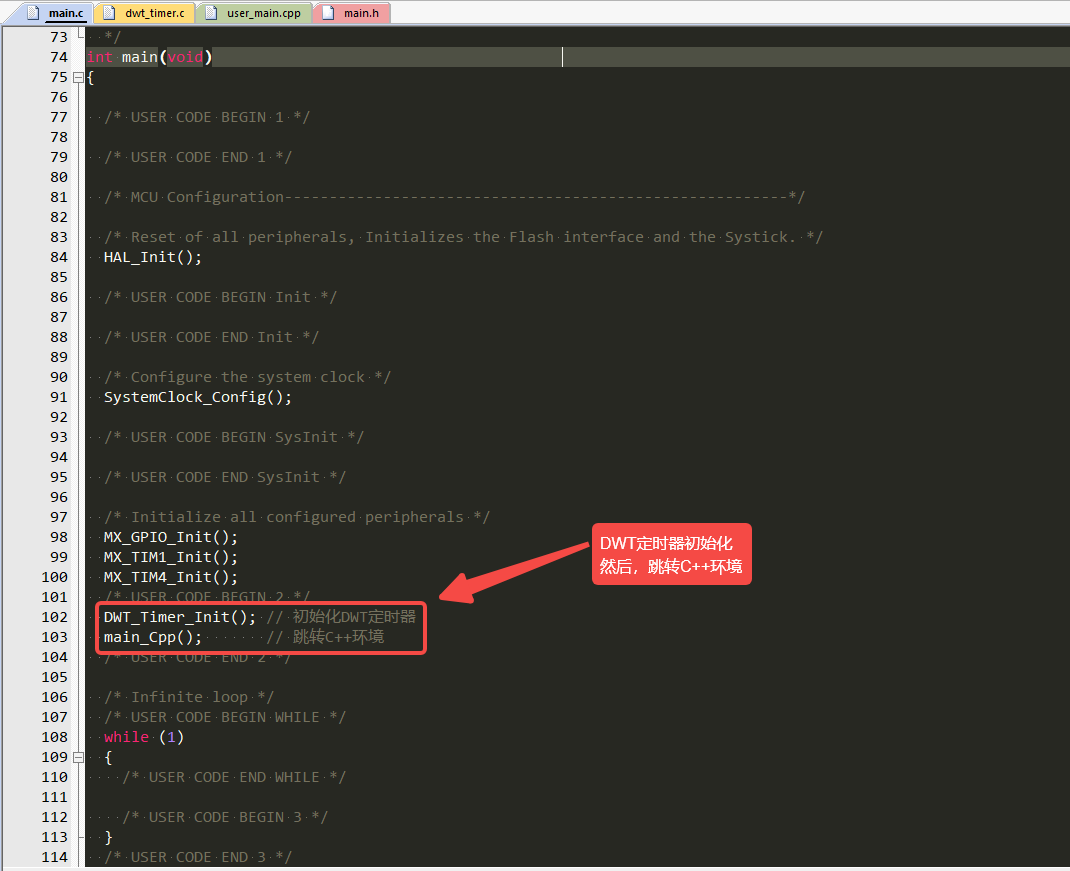 main.c dwt_timer.c user_main.cpp main.h
73 */
74 int main(void)
75 {
76
77 /* USER CODE BEGIN 1 */
78
79 /* USER CODE END 1 */
80
81 /* MCU Configuration--------------------------------------------------------*/
82
83 /* Reset of all peripherals, Initializes the Flash interface and the Systick. */
84 HAL_Init();
85
86 /* USER CODE BEGIN Init */
87
88 /* USER CODE END Init */
89
90 /* Configure the system clock */
91 SystemClock_Config();
92
93 /* USER CODE BEGIN SysInit */
94
95 /* USER CODE END SysInit */
96
97 /* Initialize all configured peripherals */
98 MX_GPIO_Init();
99 MX_TIM1_Init();
100 MX_TIM4_Init();
101 /* USER CODE BEGIN 2 */
102 DWT_Timer_Init(); // 初始化DWT定时器
103 main_Cpp(); // 跳转C++环境
104 /* USER CODE END 2 */
105
106 /* Infinite loop */
107 /* USER CODE BEGIN WHILE */
108 while (1)
109 {
110 /* USER CODE END WHILE */
111
112 /* USER CODE BEGIN 3 */
113 }
114 /* USER CODE END 3 */
DWT定时器初始化
然后，跳转C++环境